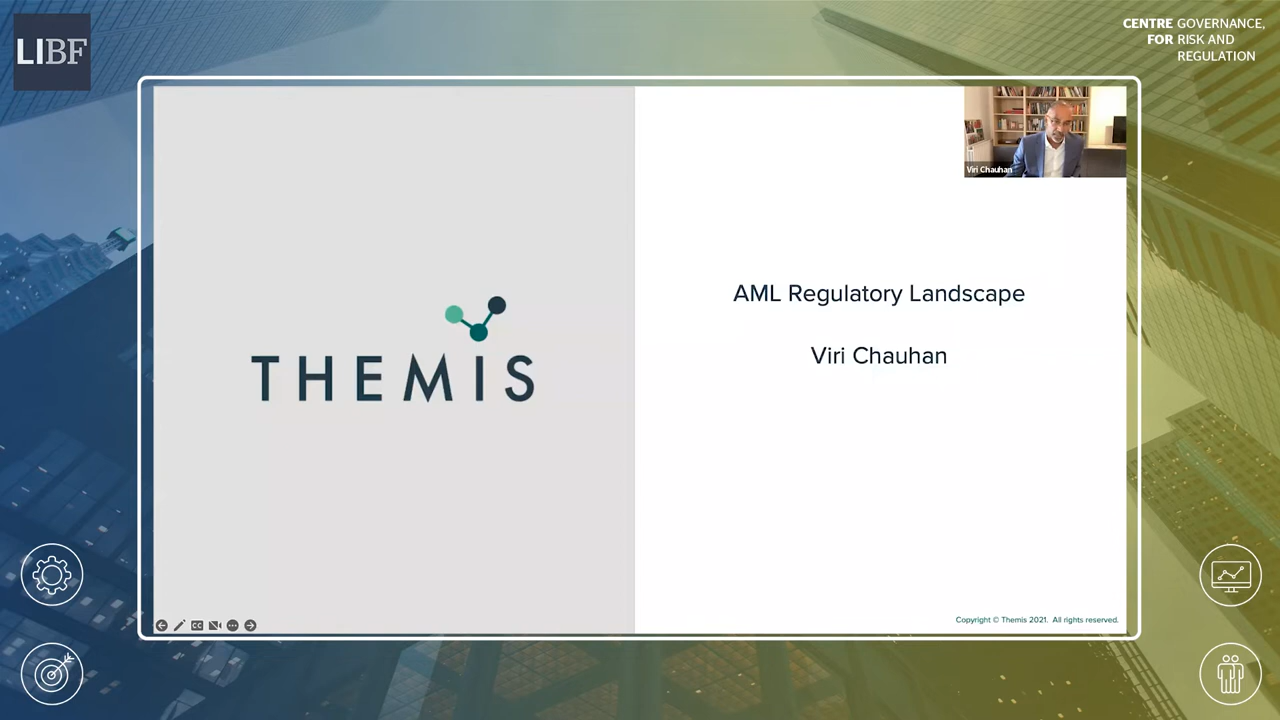 LIBF
CENTRE GOVERNANCE,
FOR RISK AND
REGULATION
Viri Chauhan
THEMIS
AML Regulatory Landscape
Viri Chauhan
CC
Copyright © Themis 2021. All rights reserved.